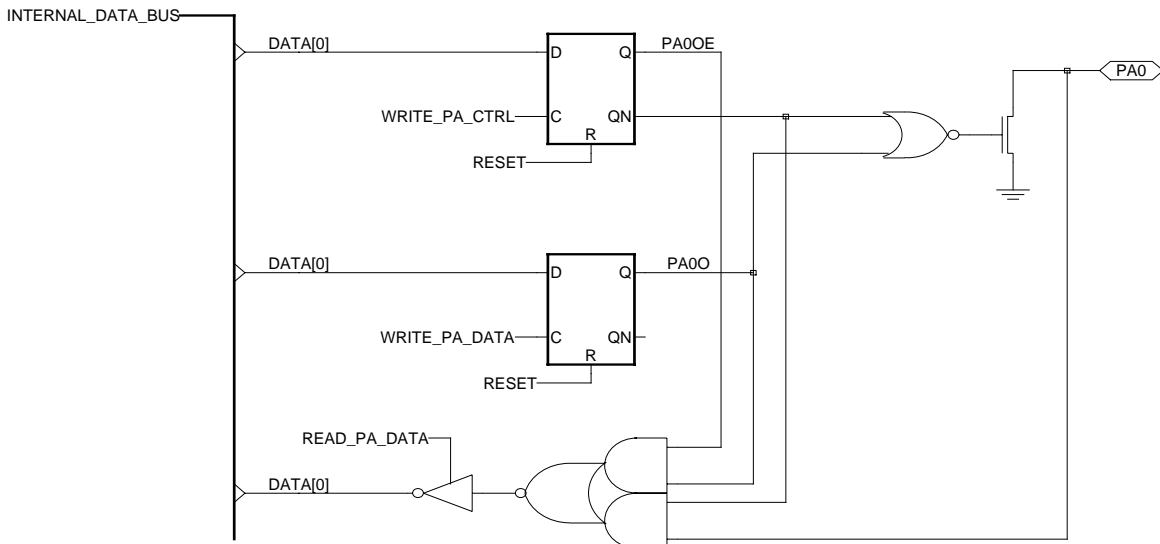 INTERNAL_DATA_BUS
DATA[0]
D
Q
PA0OE
WRITE_PA_CTRL
C
QN
R
RESET
PA0
DATA[0]
D
Q
PA0O
WRITE_PA_DATA
C
QN
R
RESET
READ_PA_DATA
DATA[0]